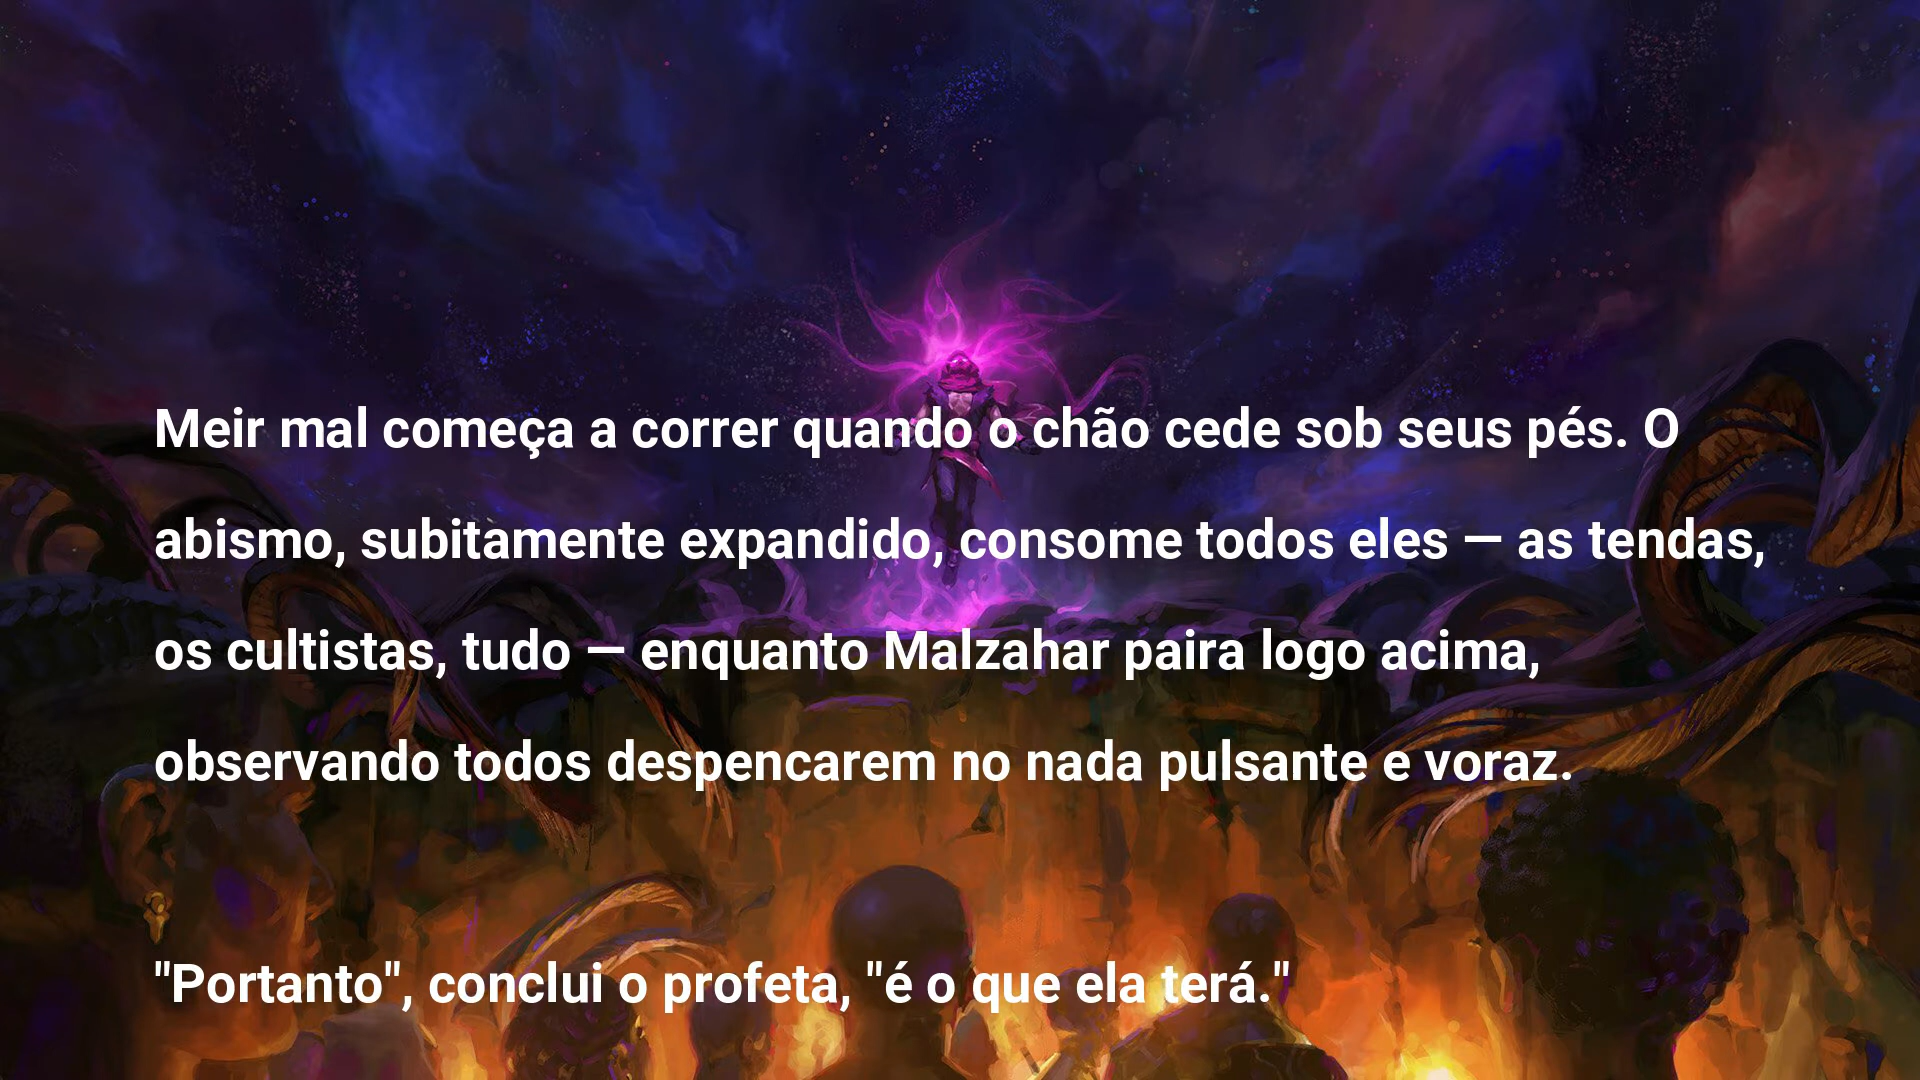 Meir mal começa a correr quando o chão cede sob seus pés. O
abismo, subitamente expandido, consome todos eles — as tendas,
os cultistas, tudo — enquanto Malzahar paira logo acima,
observando todos despencarem no nada pulsante e voraz.
"Portanto", conclui o profeta, "é o que ela terá."